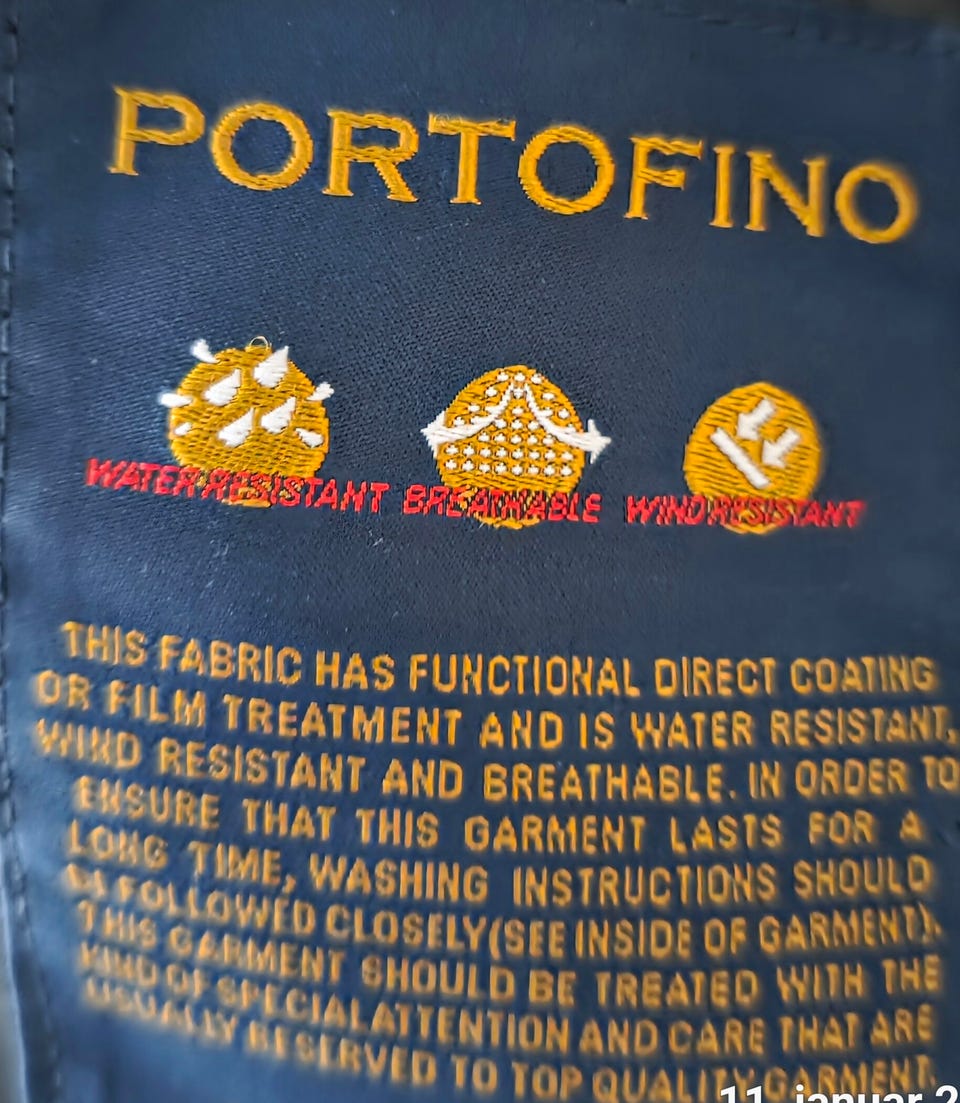 PORTOFINO
WATER RESISTANT BREATHABLE WIND RESISTANT
THIS FABRIC HAS FUNCTIONAL DIRECT COATING
OR FILM TREATMENT AND IS WATER RESISTANT,
WIND RESISTANT AND BREATHABLE. IN ORDER TO
ENSURE THAT THIS GARMENT LASTS FOR A
LONG TIME, WASHING INSTRUCTIONS SHOULD
FOLLOWED CLOSELY(SEE INSIDE OF GARMENT).
THIS GARMENT SHOULD BE TREATED WITH THE
KIND OF SPECIAL ATTENTION AND CARE THAT ARE
USUALLY RESERVED TO TOP QUALITY GARMENT.
11. januar 2